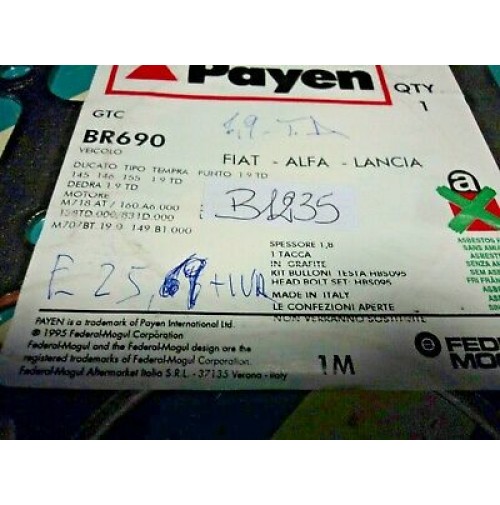 Payen
QTY
1
GTC
1,9 - T.D
BR690
VEICOLO
FIAT - ALFA - LANCIA
DUCATO TIPO TEMPRA PUNTO 1.9 TD
145 146 155 1.9 TD
DEDRA 1.9 TD
MOTORE
M718.AT / 160.A6.000
M707BT 19.9 149 B1.000
B1235
a
ASBESTOS
SPESSORE 1,8
1 TACCA
IN GRAFITE
KIT BULLONI TESTA HBS095
HEAD BOLT SET: HBS095
E 25, +IVA
MADE IN ITALY
LE CONFEZIONI APERTE
NON VERRANNO SOSTITUITE
PAYEN is a trademark of Payen International Ltd.
© 1995 Federal-Mogul Corporation
Federal-Mogul and the Federal-Mogul design are the
registered trademarks of Federal-Mogul Corporation.
Federal-Mogul Aftermarket Italia S.R.L. - 37135 Verona - Italy
1M
FEDE
MOG